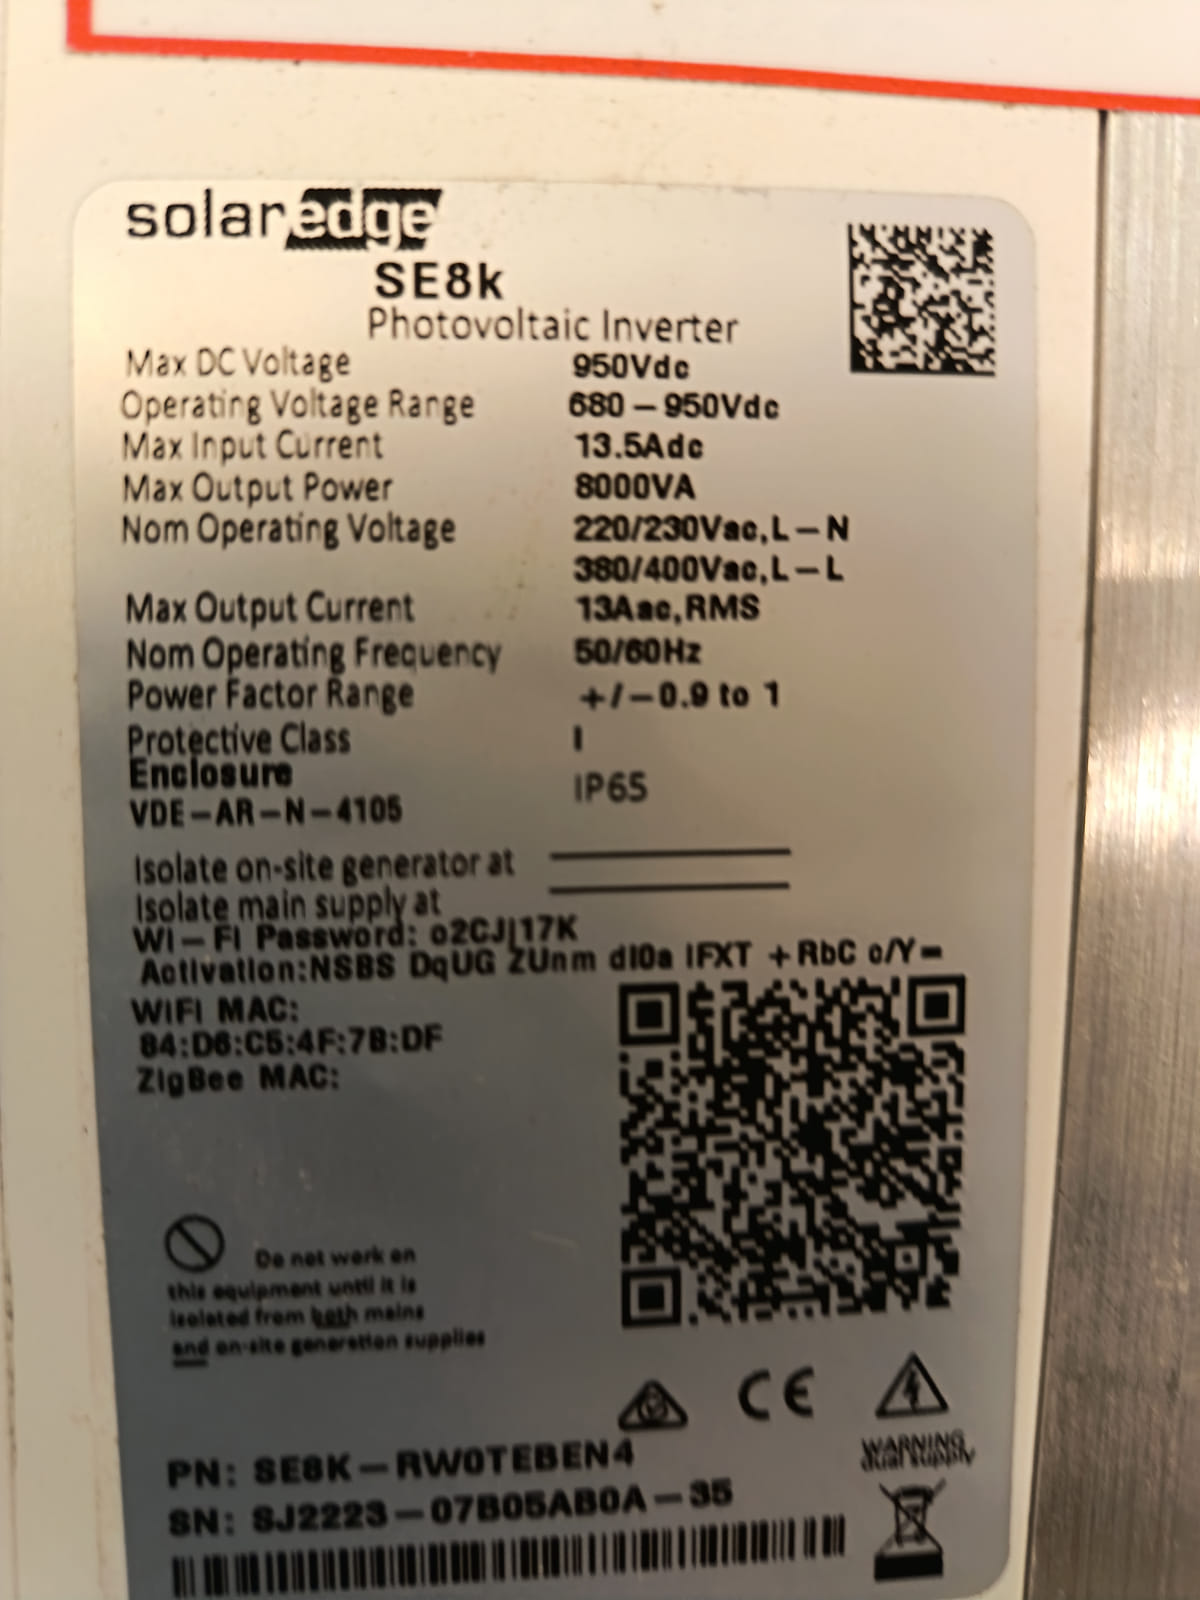 solaredge
SE8k
Photovoltaic Inverter
Max DC Voltage 950Vdc
Operating Voltage Range 680-950Vdc
Max Input Current 13.5Adc
Max Output Power 8000VA
Nom Operating Voltage 220/230Vac,L-N
380/400Vac,L-L
Max Output Current 13Aac,RMS
Nom Operating Frequency 50/60Hz
Power Factor Range +/-0.9 to 1
Protective Class I
Enclosure IP65
VDE-AR-N-4105
Isolate on-site generator at
Isolate main supply at
WI-FI Password: o2CJj17K
Activation:NSBS DqUG ZUnm dI0a IFXT +RbC c/Y=
WIFI MAC:
84:D6:C5:4F:7B:DF
ZigBee MAC:
Do not work on
this equipment until it is
isolated from both mains
and on-site generation supplies
CE
WARNING
dual supply
PN: SE8K-RW0TEBEN4
SN: SJ2223-07B05AB0A-35